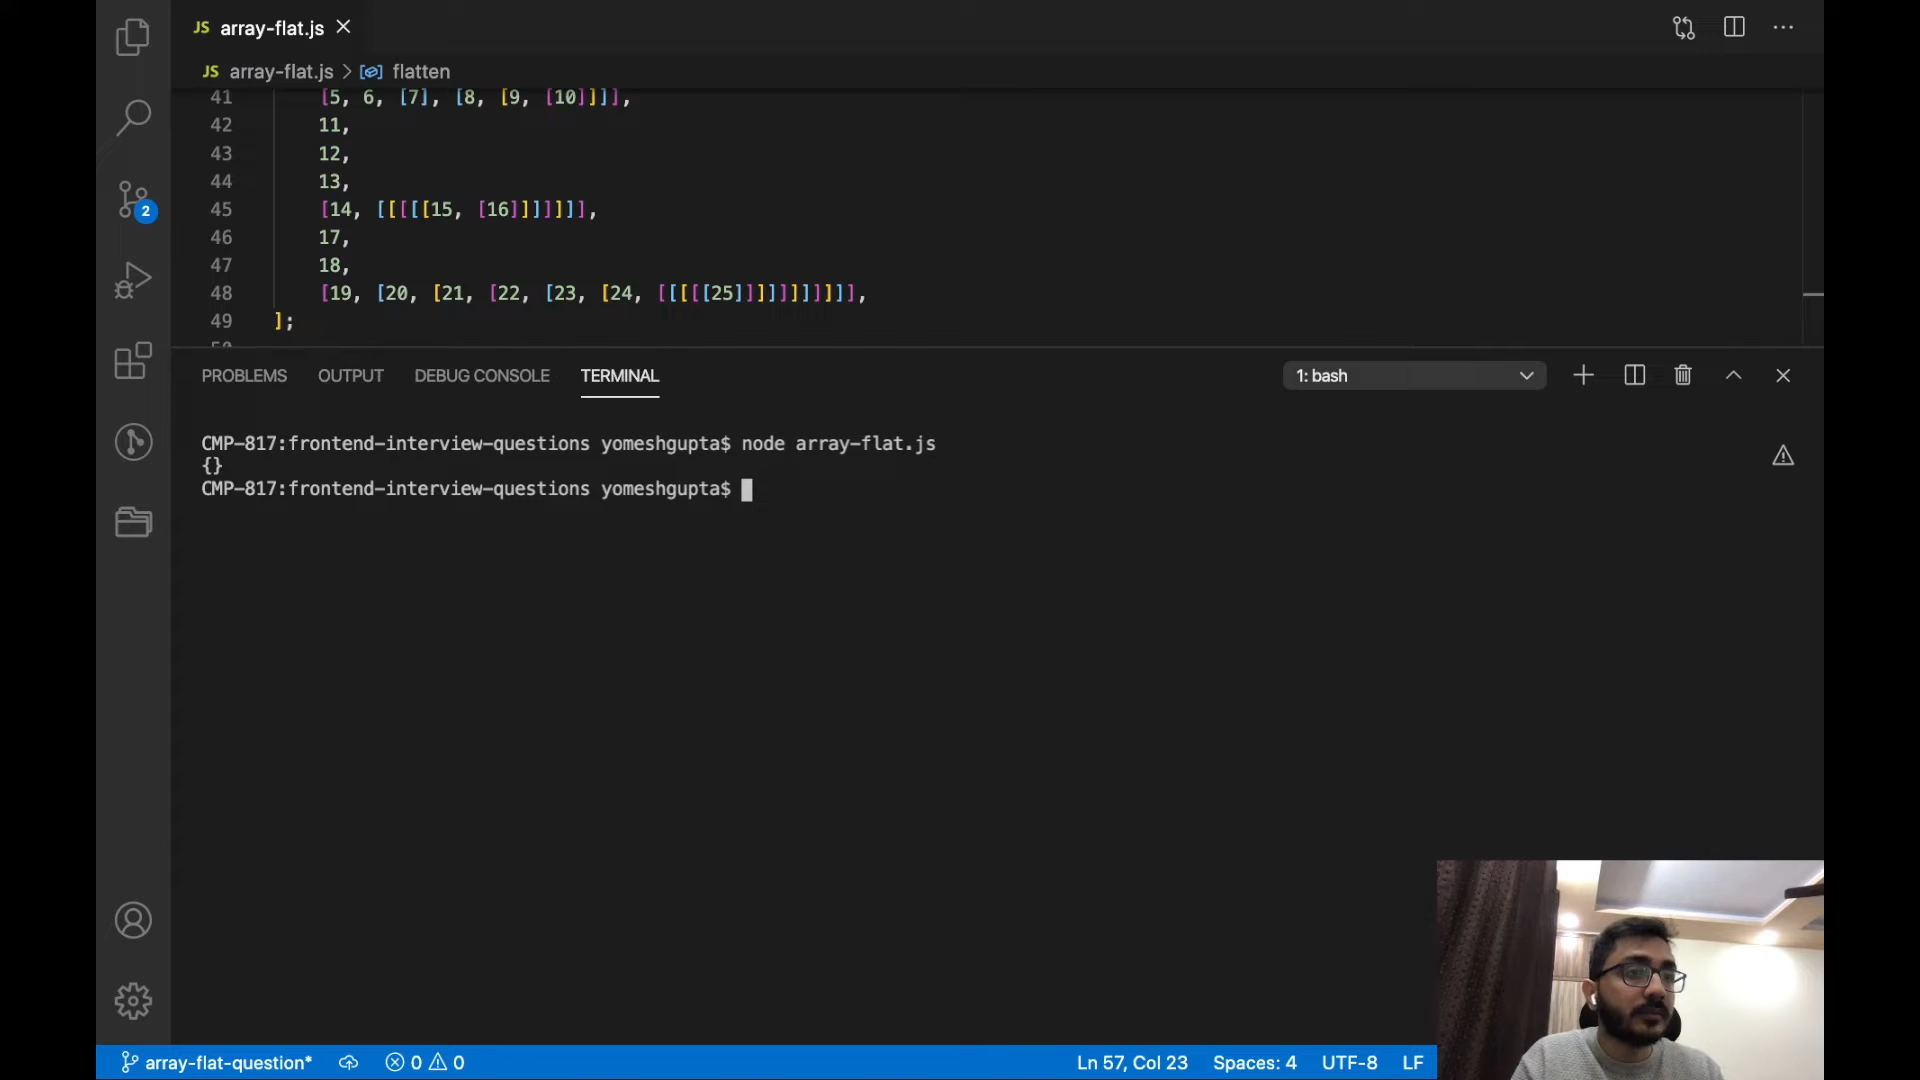 JS array-flat.js
JS array-flat.js > flatten
41 [5, 6, [7], [8, [9, [10]]]],
42 11,
43 12,
44 13,
45 [14, [[[[[15, [16]]]]]]],
46 17,
47 18,
48 [19, [20, [21, [22, [23, [24, [[[[[25]]]]]]]]]]],
49 ];
2
PROBLEMS OUTPUT DEBUG CONSOLE TERMINAL 1: bash
CMP-817:frontend-interview-questions yomeshgupta$ node array-flat.js
{}
CMP-817:frontend-interview-questions yomeshgupta$
array-flat-question* 0 0 Ln 57, Col 23 Spaces: 4 UTF-8 LF